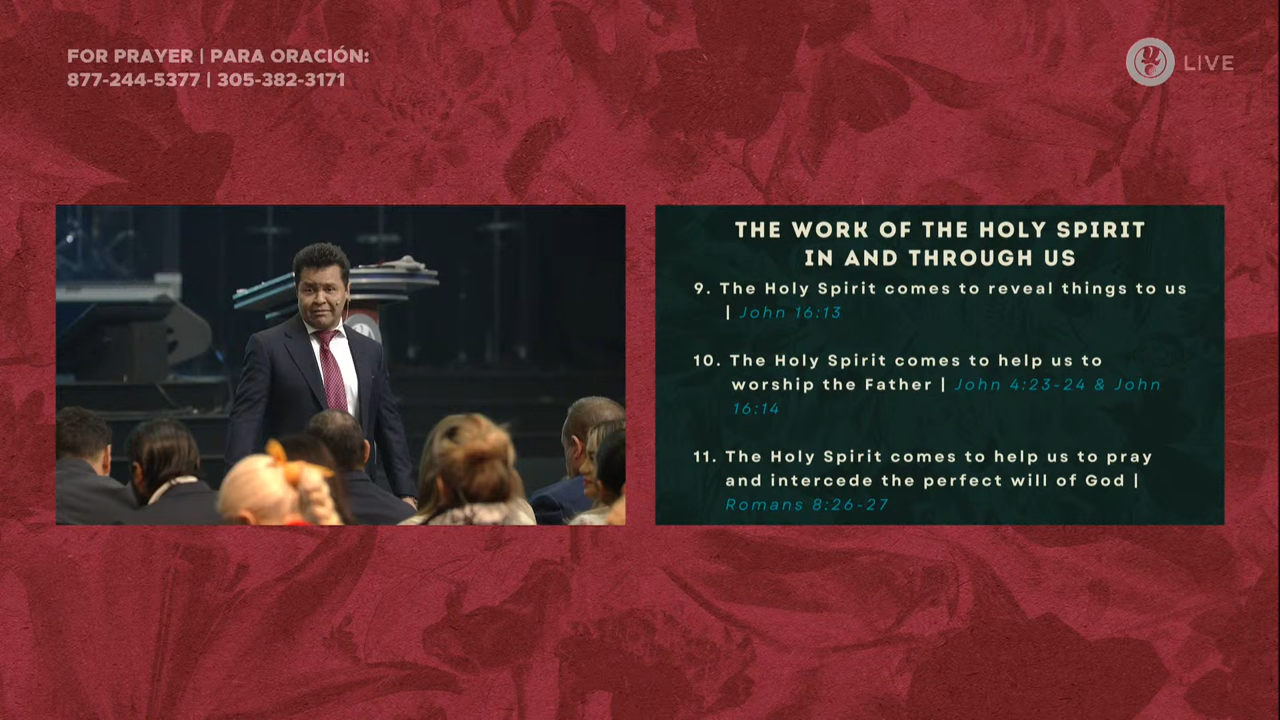 FOR PRAYER | PARA ORACIÓN:
877-244-5377 | 305-382-3171
LIVE
THE WORK OF THE HOLY SPIRIT
IN AND THROUGH US
9. The Holy Spirit comes to reveal things to us
| John 16:13
10. The Holy Spirit comes to help us to
worship the Father | John 4:23-24 & John
16:14
11. The Holy Spirit comes to help us to pray
and intercede the perfect will of God |
Romans 8:26-27